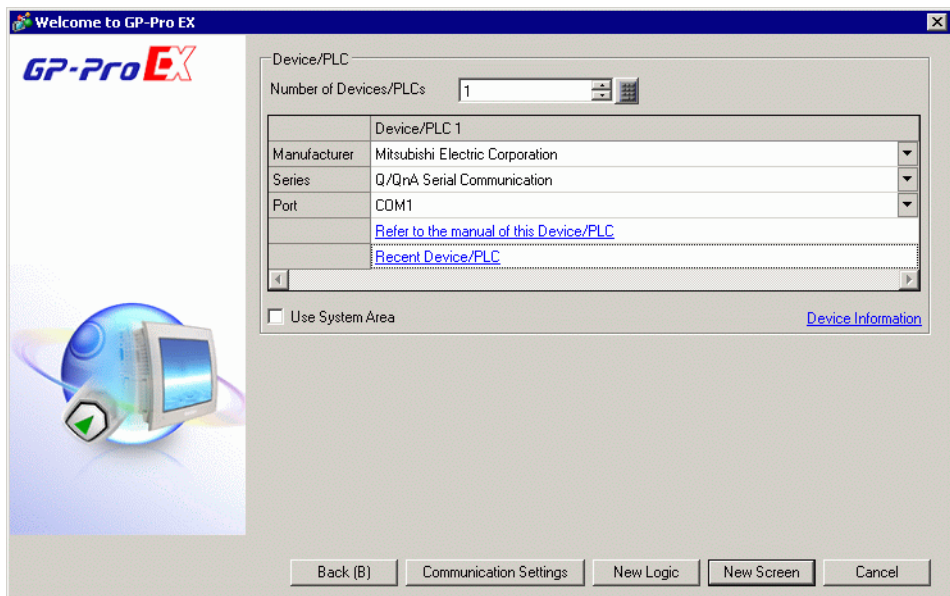 Welcome to GP-Pro EX
GP-Pro EX
Device/PLC
Number of Devices/PLCs 1
Device/PLC 1
Manufacturer Mitsubishi Electric Corporation
Series Q/QnA Serial Communication
Port COM1
Refer to the manual of this Device/PLC
Recent Device/PLC
Use System Area Device Information
Back (B) Communication Settings New Logic New Screen Cancel